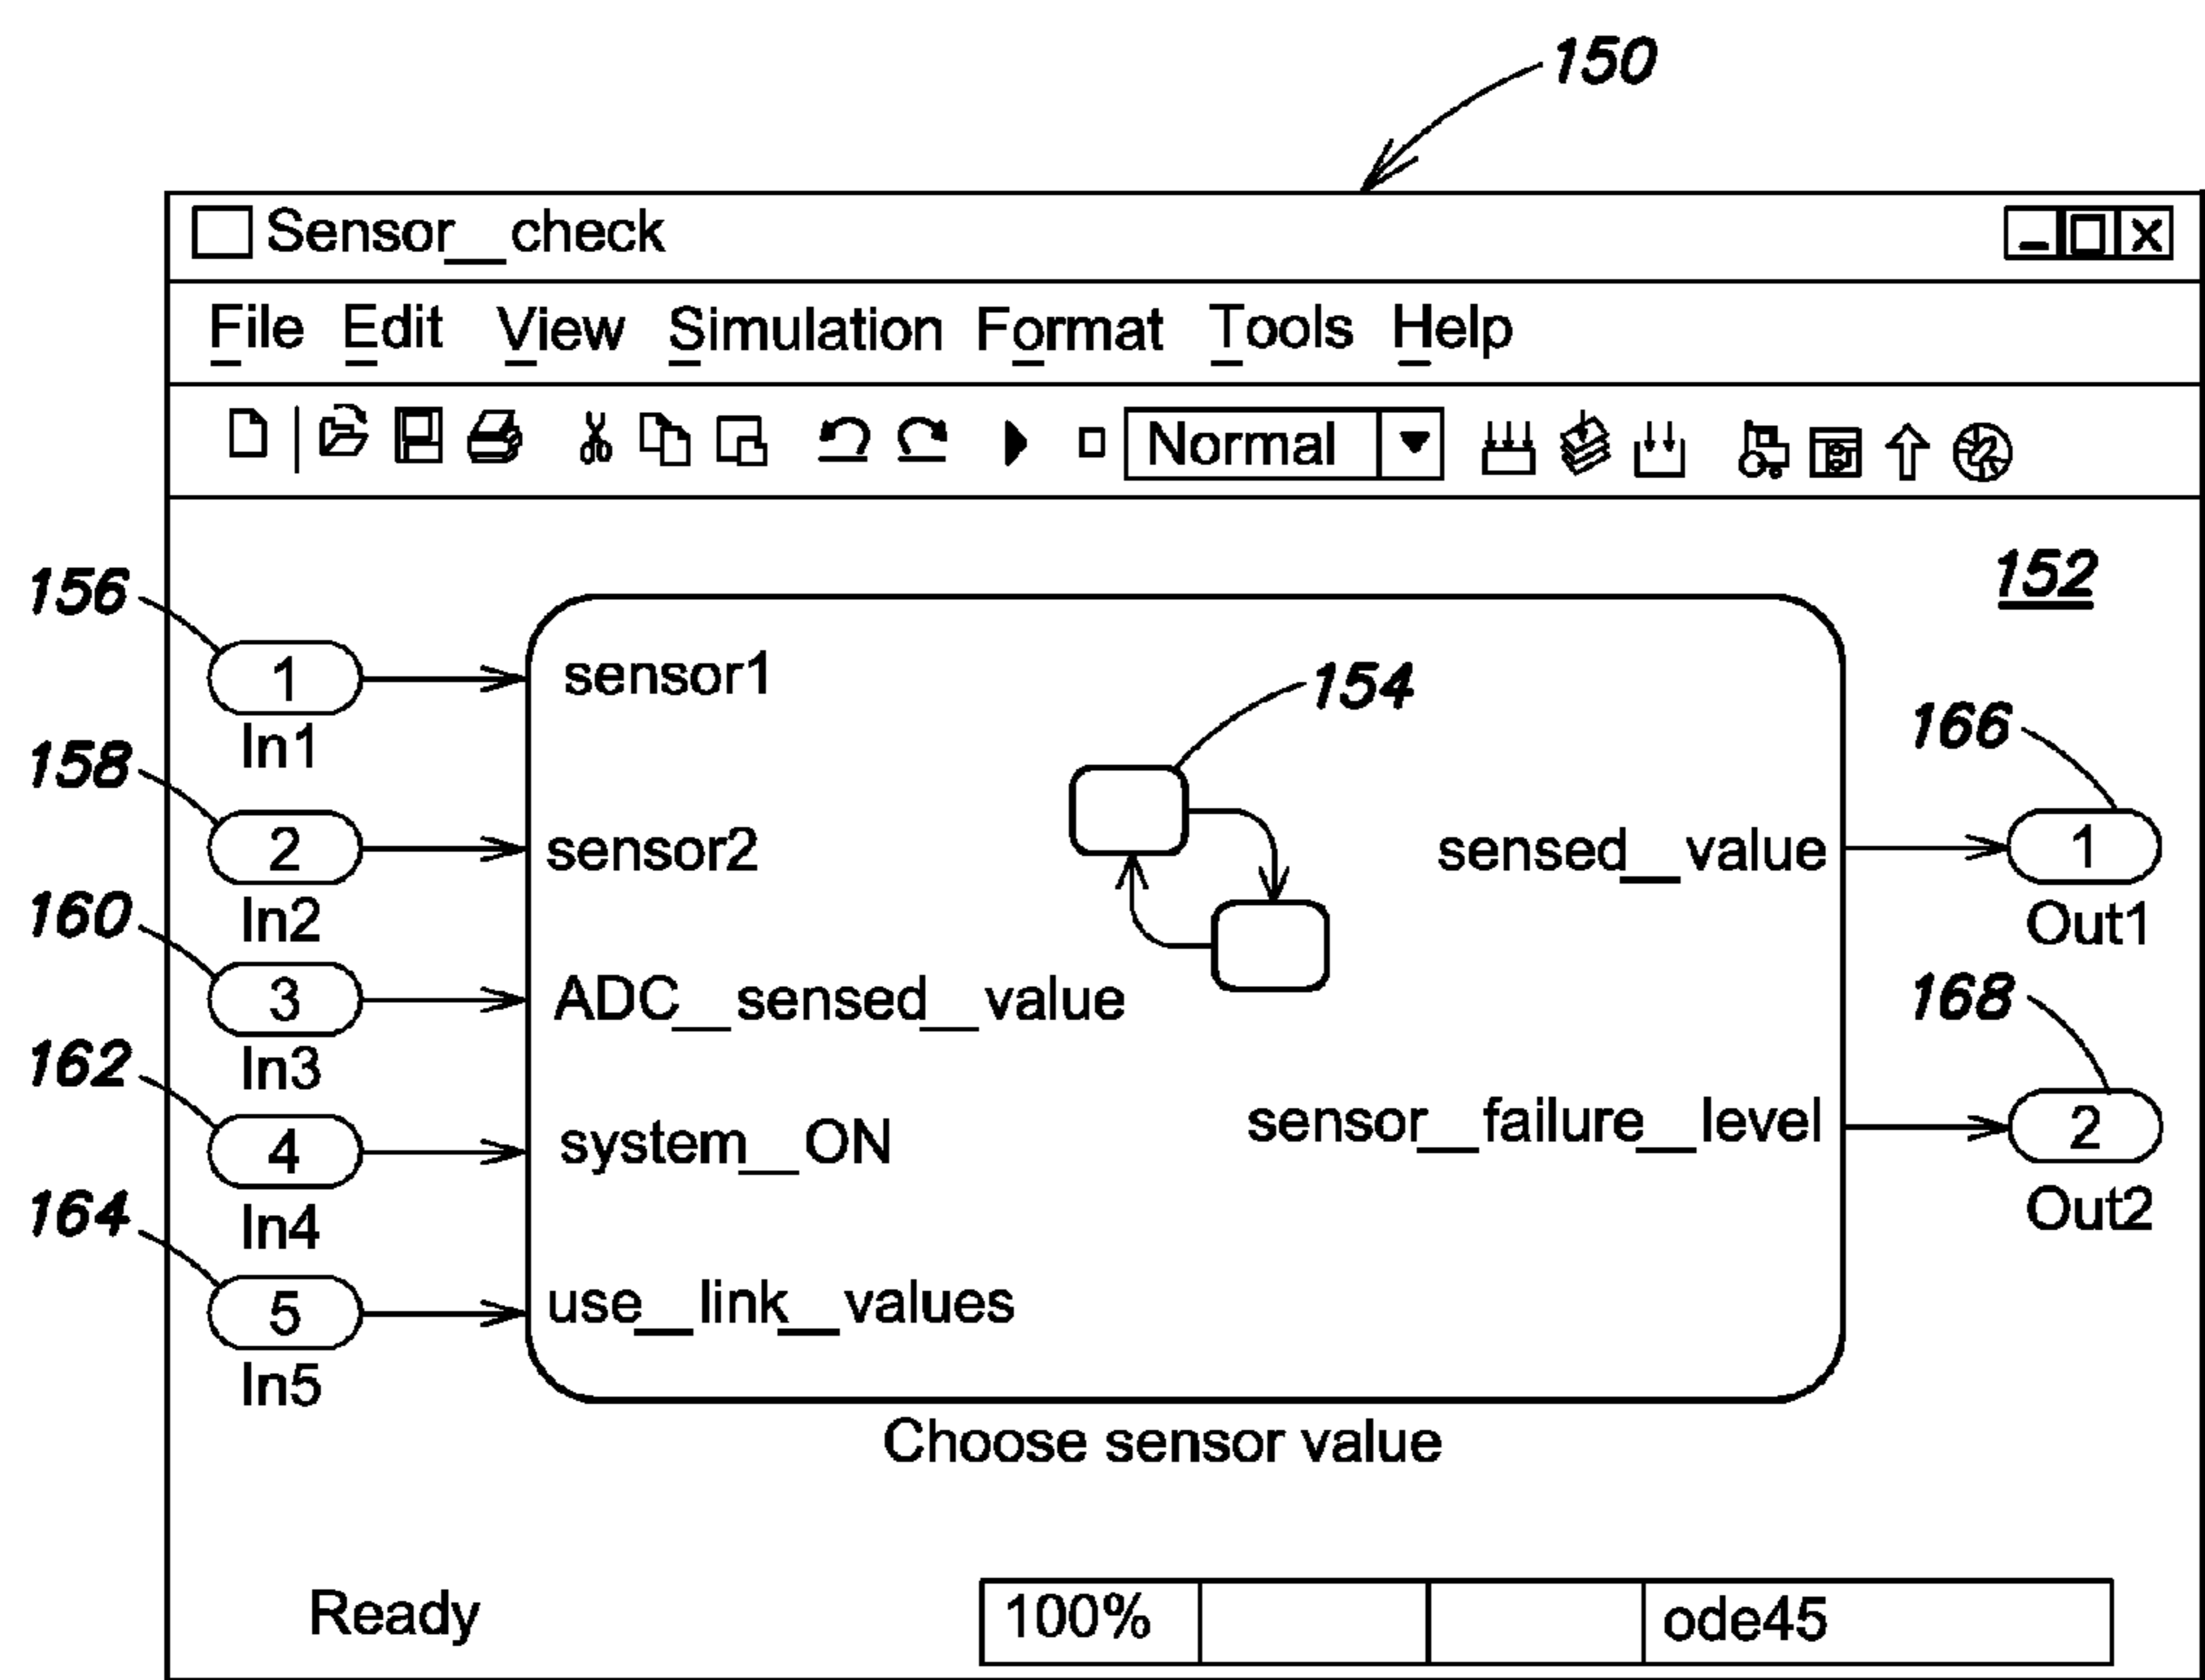 150
Sensor__check
File Edit View Simulation Format Tools Help
Normal
152
156
1
sensor1
In1
154
158
2
sensor2
In2
166
sensed__value
1
Out1
160
3
ADC__sensed__value
In3
168
162
4
system__ON
In4
sensor__failure__level
2
Out2
164
5
use__link__values
In5
Choose sensor value
Ready
100%
ode45